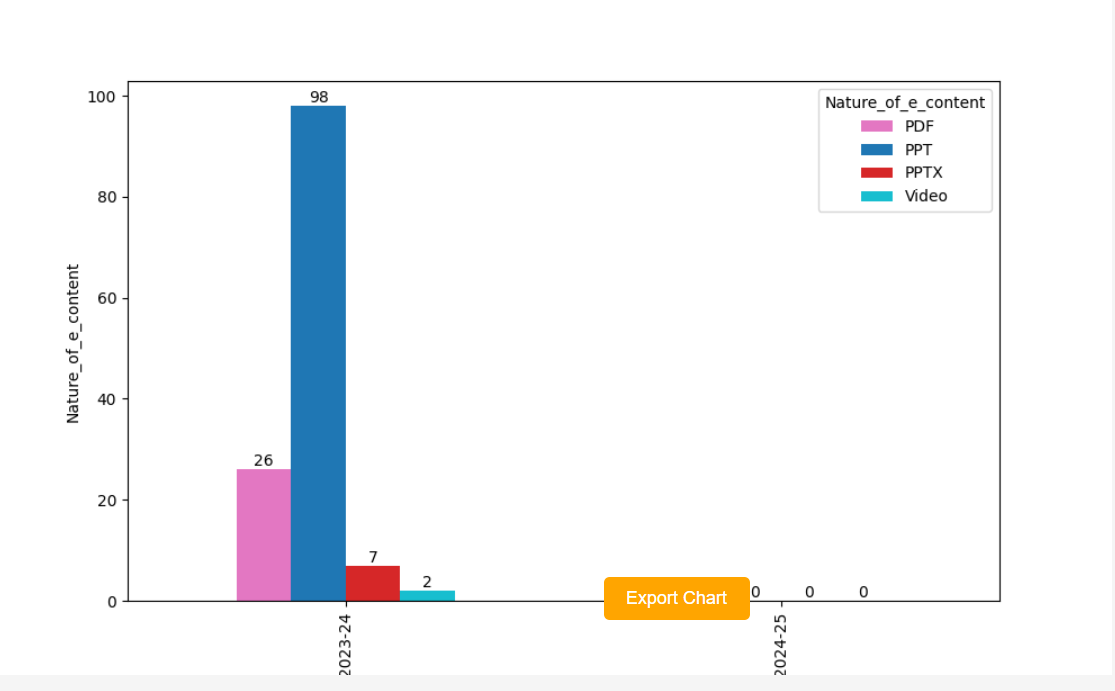 Nature_of_e_content
PDF
PPT
PPTX
Video
Nature_of_e_content
100
80
60
40
20
0
98
26
7
2
0
0
0
Export Chart
2023-24
2024-25